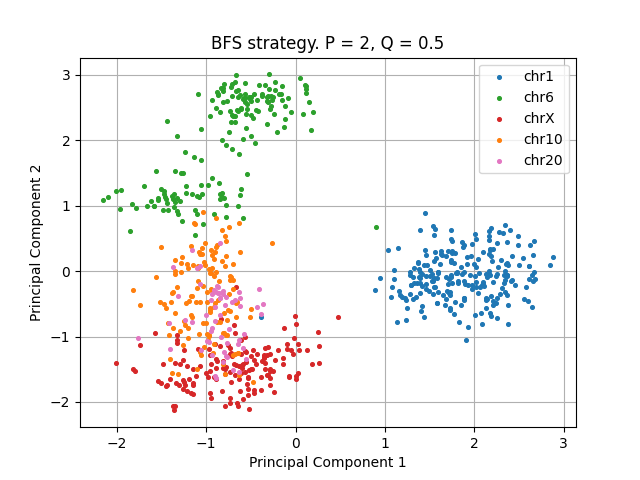 BFS strategy. P = 2, Q = 0.5
chr1
chr6
chrX
chr10
chr20
3
2
1
0
−1
−2
Principal Component 2
−2 −1 0 1 2 3
Principal Component 1